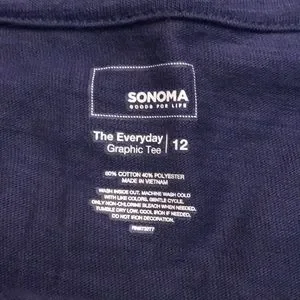 SONOMA
GOODS FOR LIFE
The Everyday
Graphic Tee | 12
60% COTTON 40% POLYESTER
MADE IN VIETNAM
WASH INSIDE OUT. MACHINE WASH COLD
WITH LIKE COLORS, GENTLE CYCLE.
ONLY NON-CHLORINE BLEACH WHEN NEEDED.
TUMBLE DRY LOW. COOL IRON IF NEEDED.
DO NOT IRON DECORATION.
RN#73277